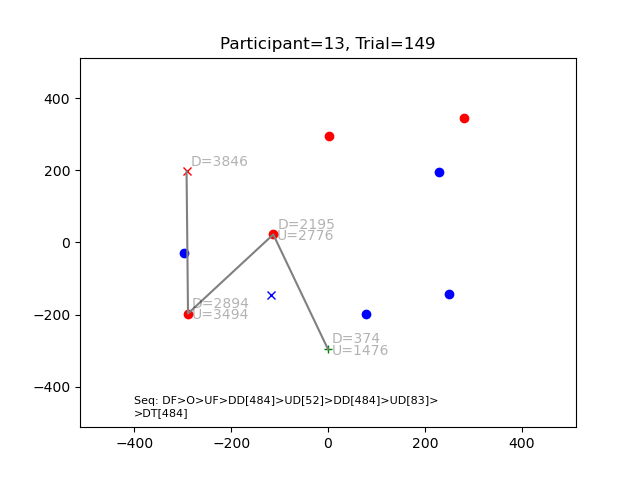 Participant=13, Trial=149
400
200
0
−200
−400
D=3846
D=2195
U=2776
D=2894
U=3494
D=374
U=1476
Seq: DF>O>UF>DD[484]>UD[52]>DD[484]>UD[83]>
>DT[484]
−400
−200
0
200
400